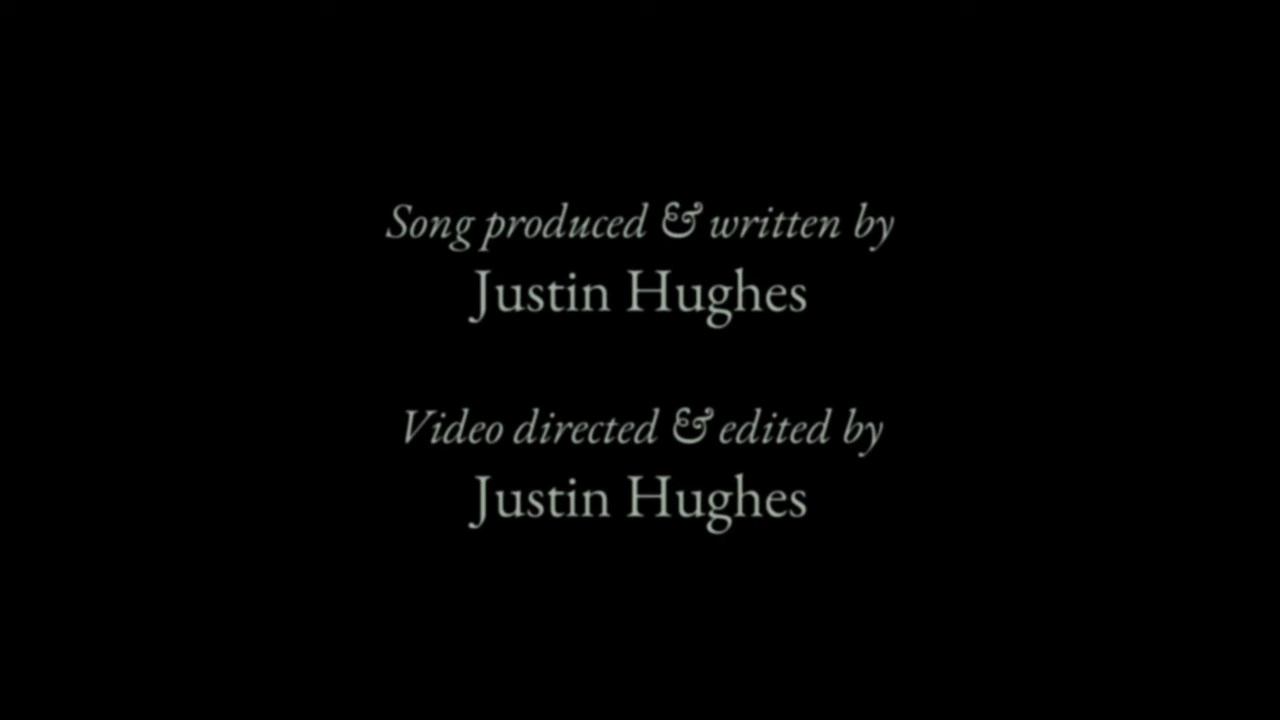 Song produced & written by
Justin Hughes
Video directed & edited by
Justin Hughes